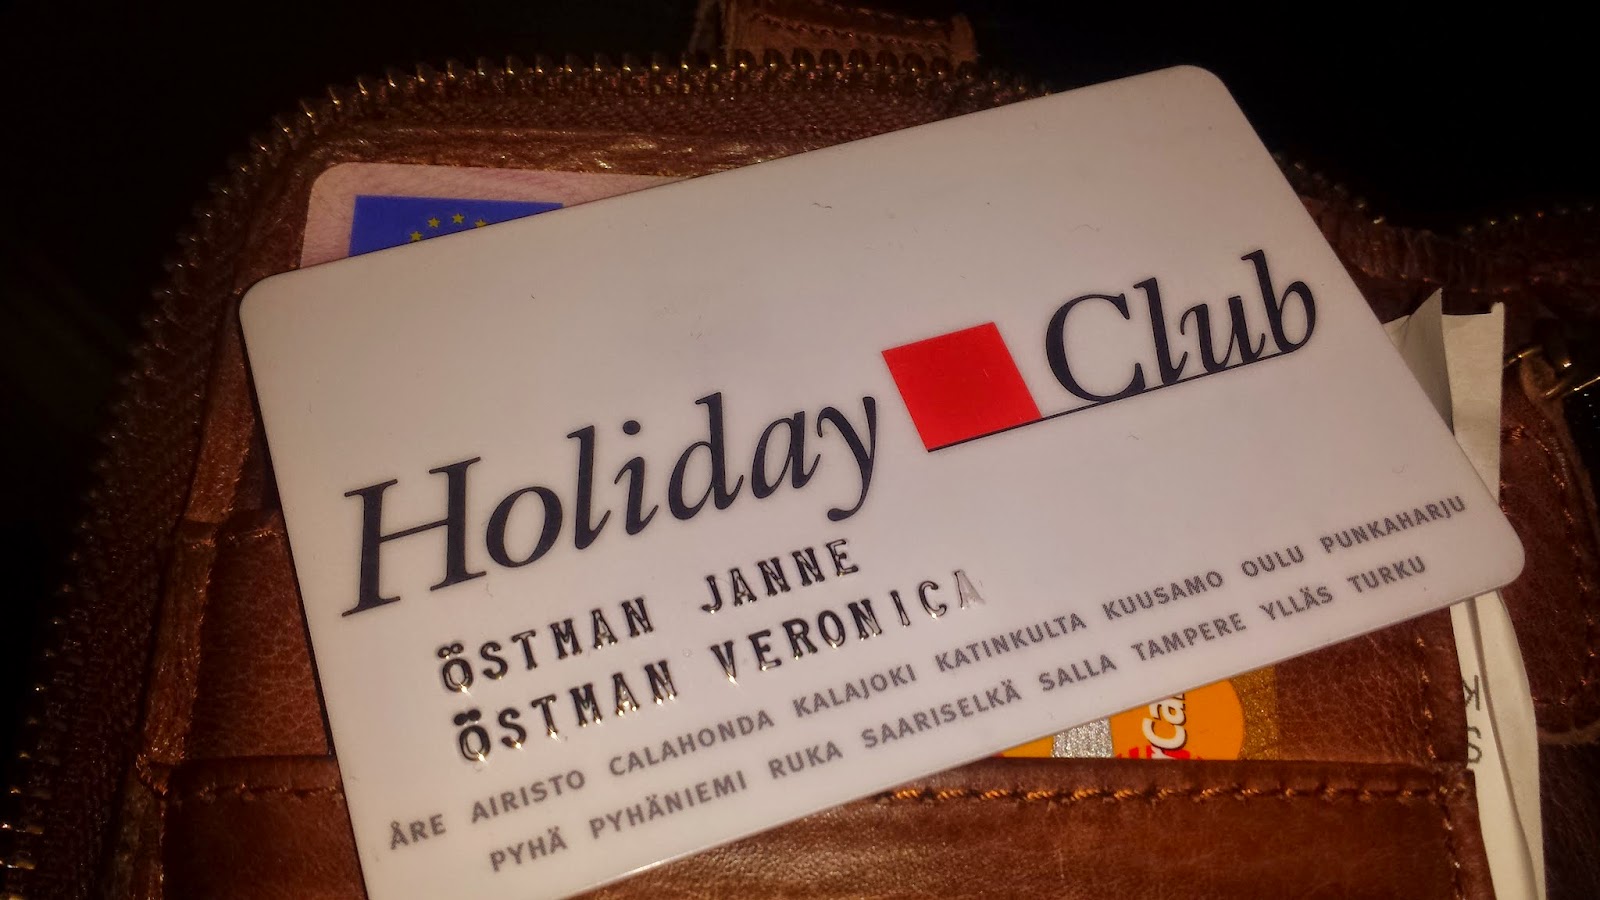 Holiday Club
ÖSTMAN JANNE
ÖSTMAN VERONICA
ÅRE AIRISTO CALAHONDA KALAJOKI KATINKULTA KUUSAMO OULU PUNKAHARJU
PYHÄ PYHÄNIEMI RUKA SAARISELKÄ SALLA TAMPERE YLLÄS TURKU